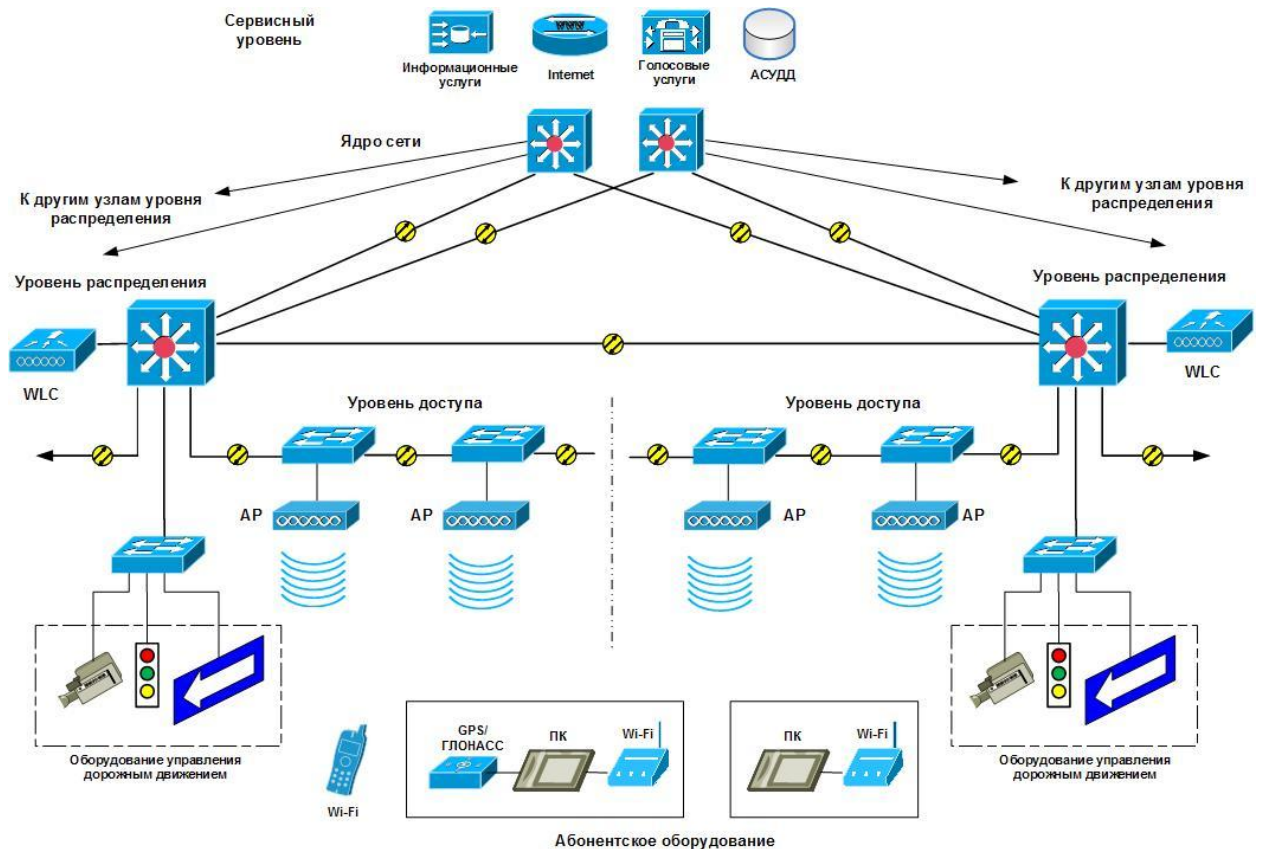 Сервисный
уровень
Информационные
услуги
Internet
Голосовые
услуги
АСУДД
Ядро сети
К другим узлам уровня
распределения
К другим узлам уровня
распределения
Уровень распределения
Уровень распределения
WLC
WLC
Уровень доступа
Уровень доступа
AP
AP
AP
AP
Оборудование управления
дорожным движением
Wi-Fi
GPS/
ГЛОНАСС
ПК
Wi-Fi
ПК
Wi-Fi
Оборудование управления
дорожным движением
Абонентское оборудование